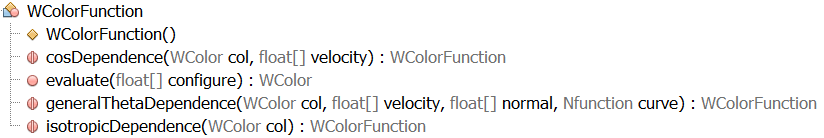 WColorFunction
WColorFunction()
cosDependence(WColor col, float[] velocity) : WColorFunction
evaluate(float[] configure) : WColor
generalThetaDependence(WColor col, float[] velocity, float[] normal, Nfunction curve) : WColorFunction
isotropicDependence(WColor col) : WColorFunction